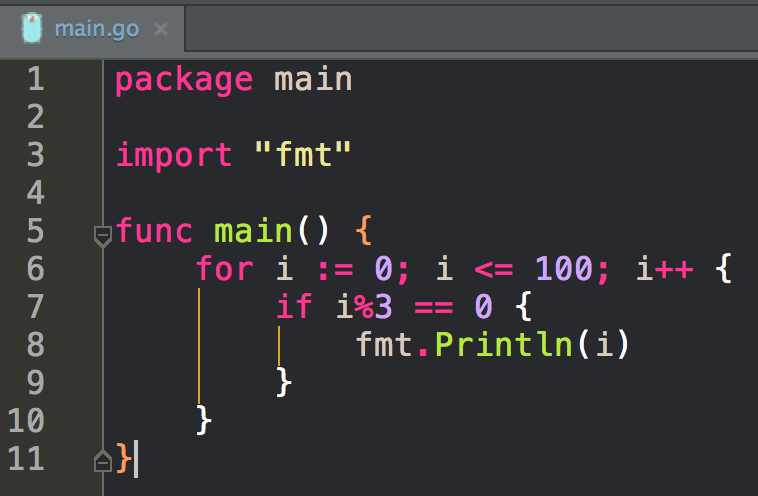 main.go ×
1 package main
2
3 import "fmt"
4
5 func main() {
6     for i := 0; i <= 100; i++ {
7         if i%3 == 0 {
8             fmt.Println(i)
9         }
10     }
11 }